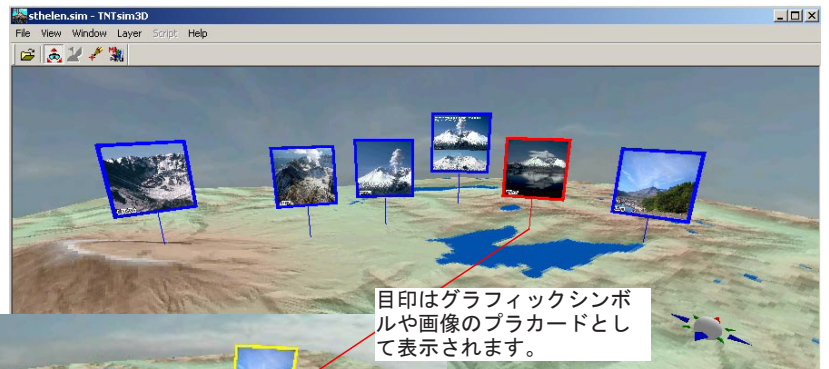 sthelen.sim - TNTsim3D
File View Window Layer Script Help
目印はグラフィックシンボ
ルや画像のプラカードとし
て表示されます。